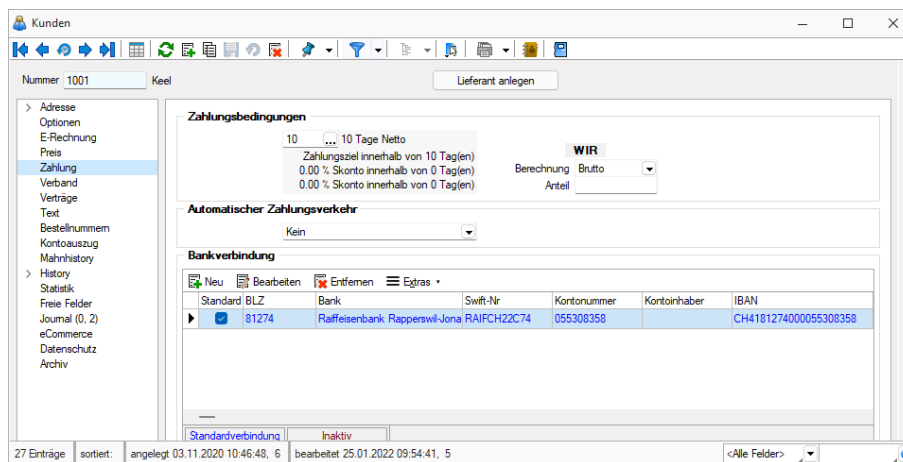 Kunden
Nummer 1001 Keel Lieferant anlegen
Adresse
Optionen
E-Rechnung
Preis
Zahlung
Verband
Verträge
Text
Bestellnummern
Kontoauszug
Mahnhistory
History
Statistik
Freie Felder
Journal (0, 2)
eCommerce
Datenschutz
Archiv
Zahlungsbedingungen
10 ... 10 Tage Netto
Zahlungsziel innerhalb von 10 Tag(en)
0.00 % Skonto innerhalb von 0 Tag(en)
0.00 % Skonto innerhalb von 0 Tag(en)
WIR
Berechnung Brutto
Anteil
Automatischer Zahlungsverkehr
Kein
Bankverbindung
Neu Bearbeiten Entfernen Extras
Standard BLZ Bank Swift-Nr Kontonummer Kontoinhaber IBAN
81274 Raiffeisenbank Rapperswil-Jona RAIFCH22C74 055308358 CH4181274000055308358
Standardverbindung Inaktiv
27 Einträge sortiert: angelegt 03.11.2020 10:46:48, 6 bearbeitet 25.01.2022 09:54:41, 5 <Alle Felder>